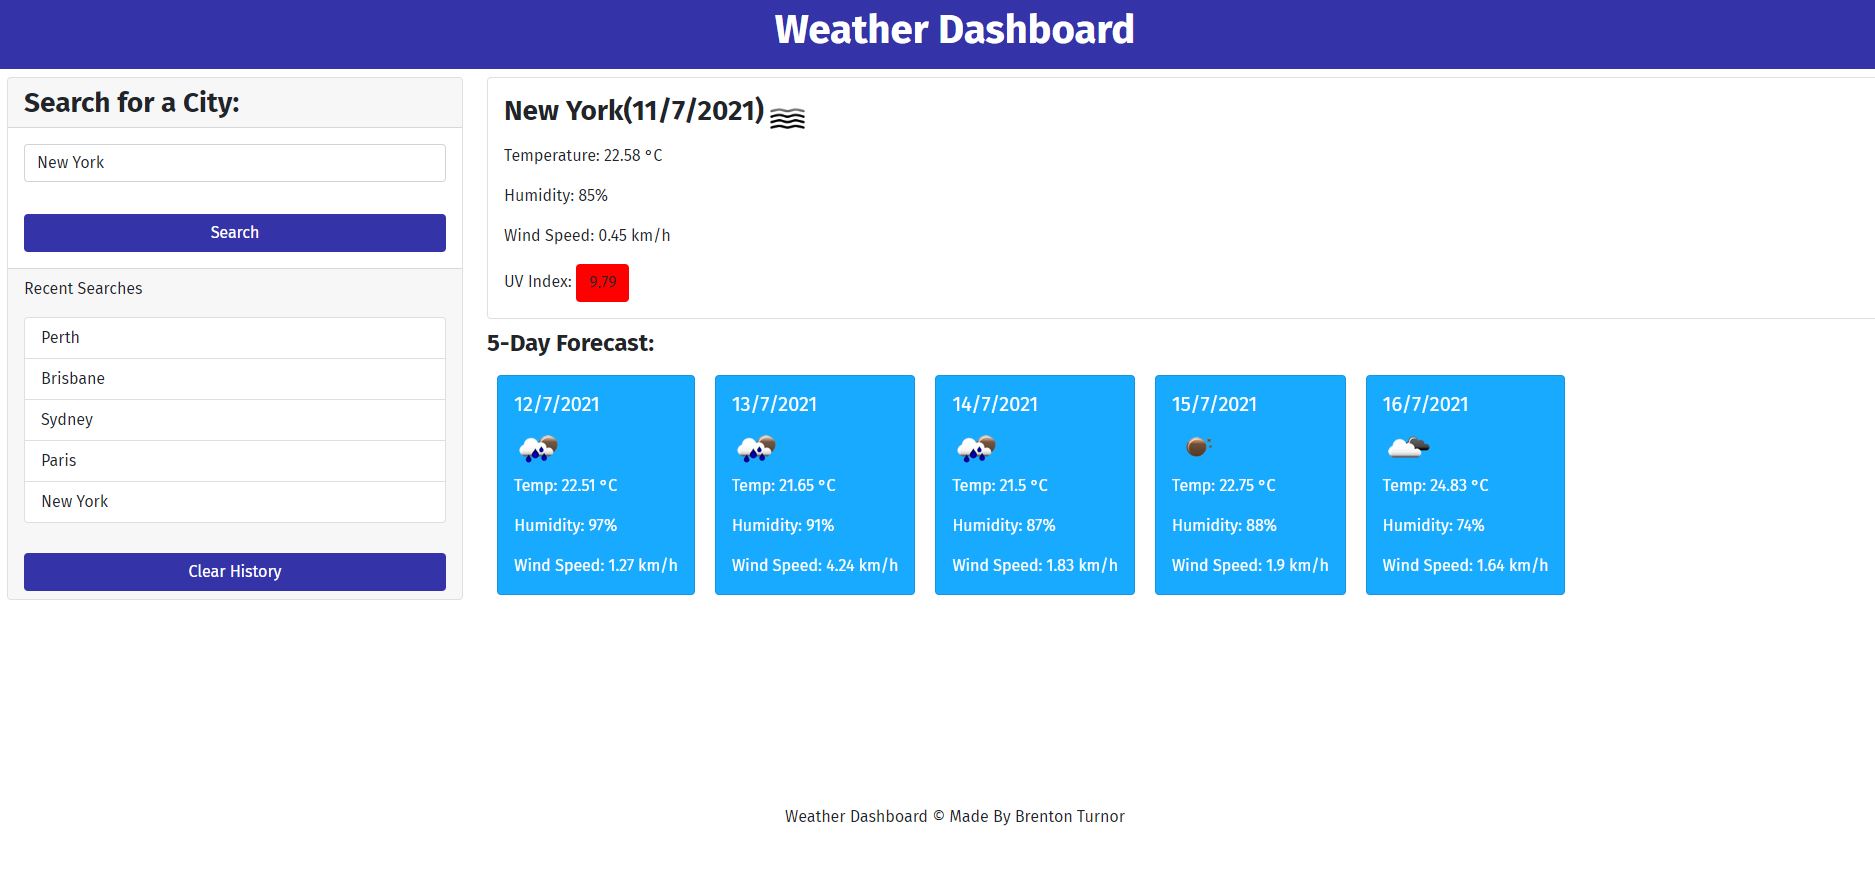 Weather Dashboard
Search for a City:
New York
Search
Recent Searches
Perth
Brisbane
Sydney
Paris
New York
Clear History
New York(11/7/2021)
Temperature: 22.58 °C
Humidity: 85%
Wind Speed: 0.45 km/h
UV Index: 9.79
5-Day Forecast:
12/7/2021
Temp: 22.51 °C
Humidity: 97%
Wind Speed: 1.27 km/h
13/7/2021
Temp: 21.65 °C
Humidity: 91%
Wind Speed: 4.24 km/h
14/7/2021
Temp: 21.5 °C
Humidity: 87%
Wind Speed: 1.83 km/h
15/7/2021
Temp: 22.75 °C
Humidity: 88%
Wind Speed: 1.9 km/h
16/7/2021
Temp: 24.83 °C
Humidity: 74%
Wind Speed: 1.64 km/h
Weather Dashboard © Made By Brenton Turnor